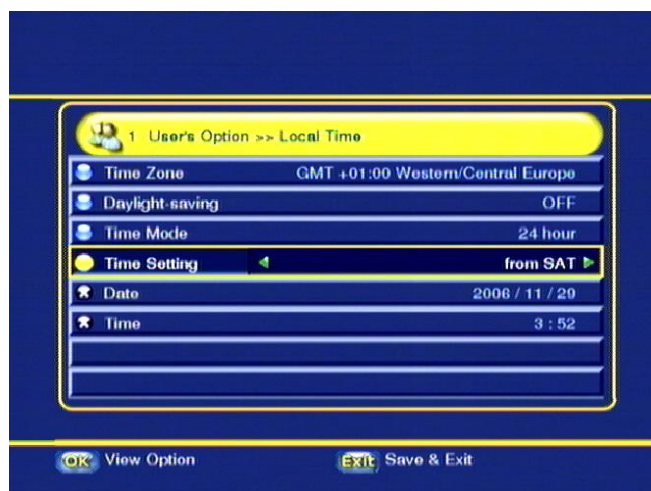 1 User's Option >> Local Time
Time Zone GMT +01:00 Western/Central Europe
Daylight-saving OFF
Time Mode 24 hour
Time Setting from SAT
Date 2006 / 11 / 29
Time 3 : 52
OK View Option Exit Save & Exit